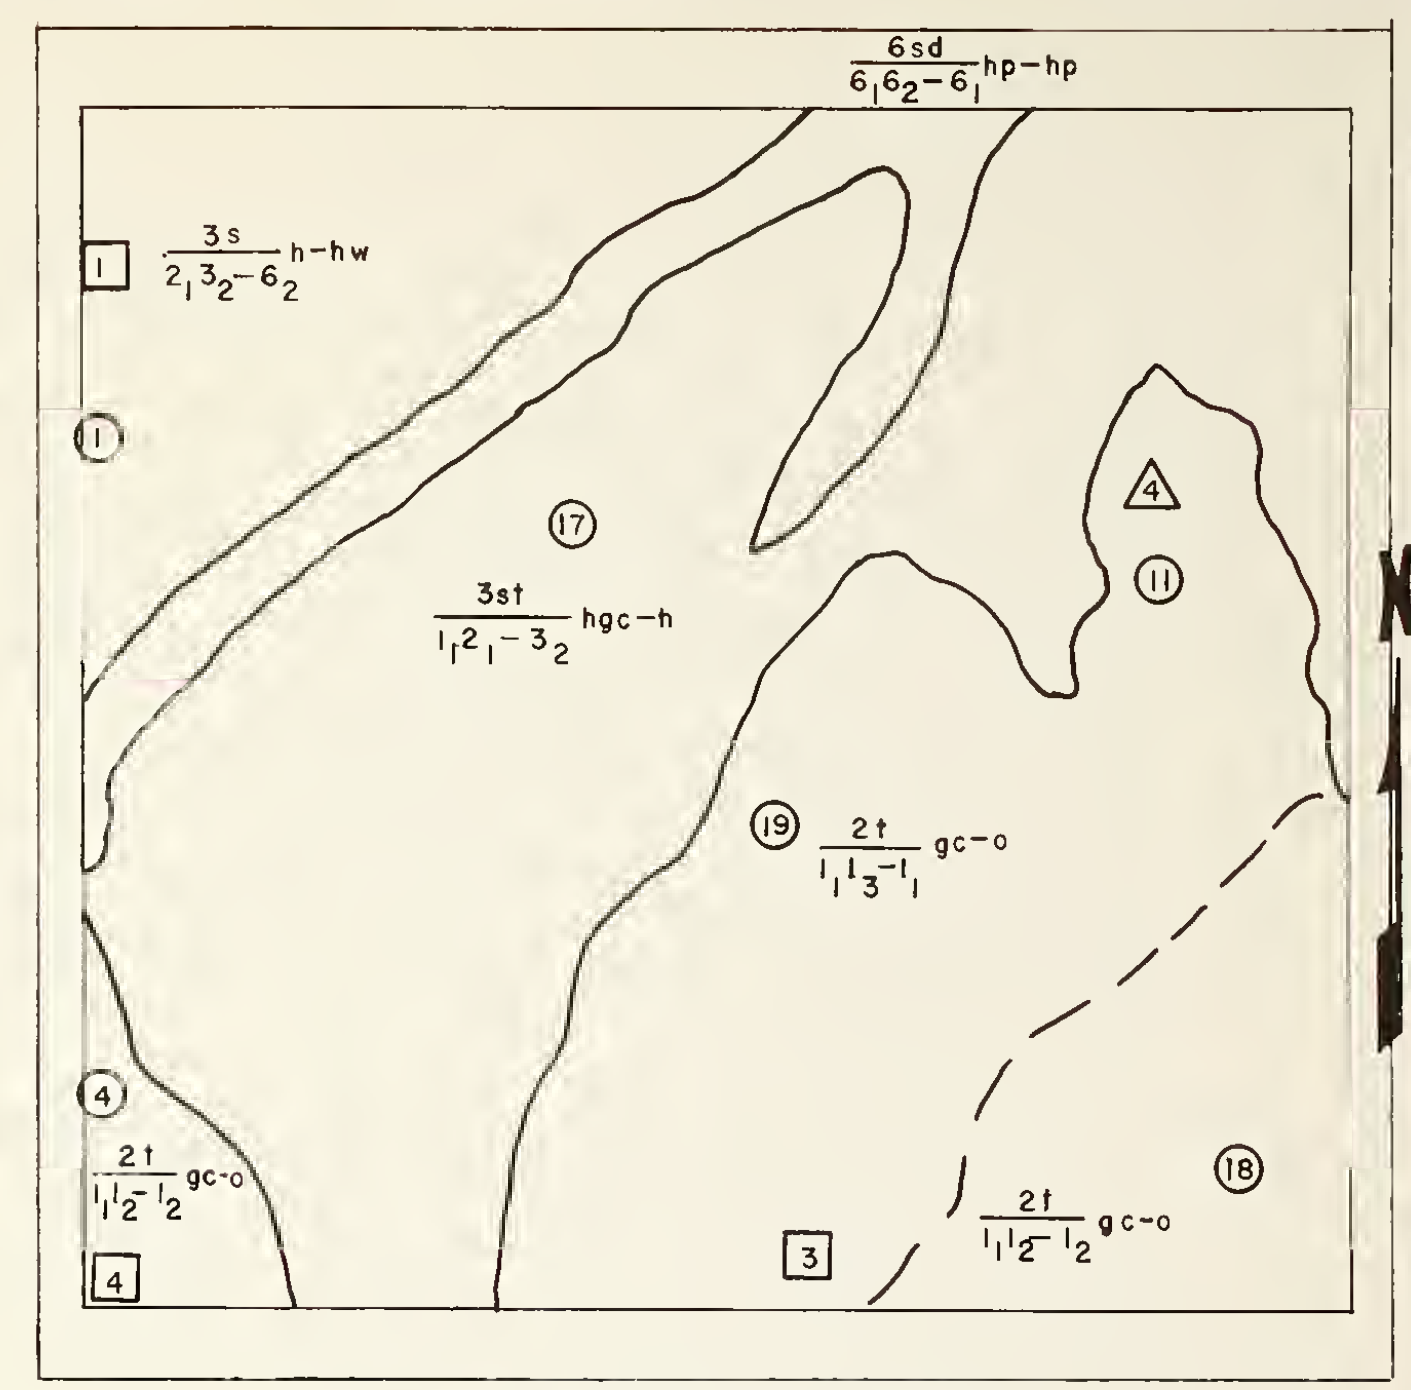 6sd
6₁6₂-6₁ hp-hp
3s
1 2₁3₂-6₂ h-hw
1
4
17
11
3st
1₁2₁-3₂ hgc-h
19 2t
1₁1₃-1₁ gc-o
4
2t
1₁1₂-1₂ gc-o
18
2t
1₁1₂-1₂ gc-o
3
4